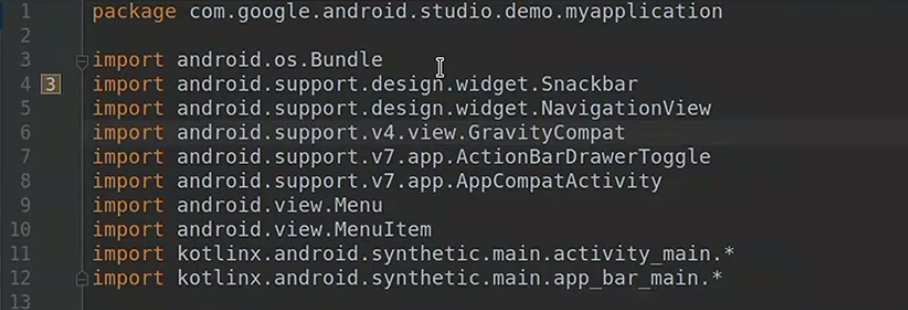 1 package com.google.android.studio.demo.myapplication
2
3 import android.os.Bundle
4 3 import android.support.design.widget.Snackbar
5 import android.support.design.widget.NavigationView
6 import android.support.v4.view.GravityCompat
7 import android.support.v7.app.ActionBarDrawerToggle
8 import android.support.v7.app.AppCompatActivity
9 import android.view.Menu
10 import android.view.MenuItem
11 import kotlinx.android.synthetic.main.activity_main.*
12 import kotlinx.android.synthetic.main.app_bar_main.*
13